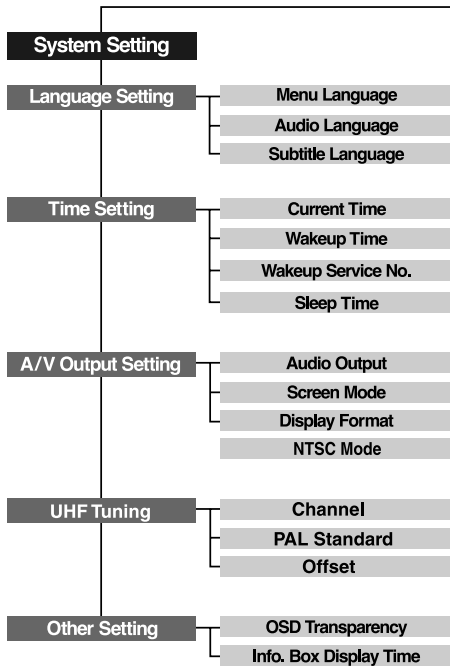 System Setting
Language Setting
Menu Language
Audio Language
Subtitle Language
Time Setting
Current Time
Wakeup Time
Wakeup Service No.
Sleep Time
A/V Output Setting
Audio Output
Screen Mode
Display Format
NTSC Mode
UHF Tuning
Channel
PAL Standard
Offset
Other Setting
OSD Transparency
Info. Box Display Time